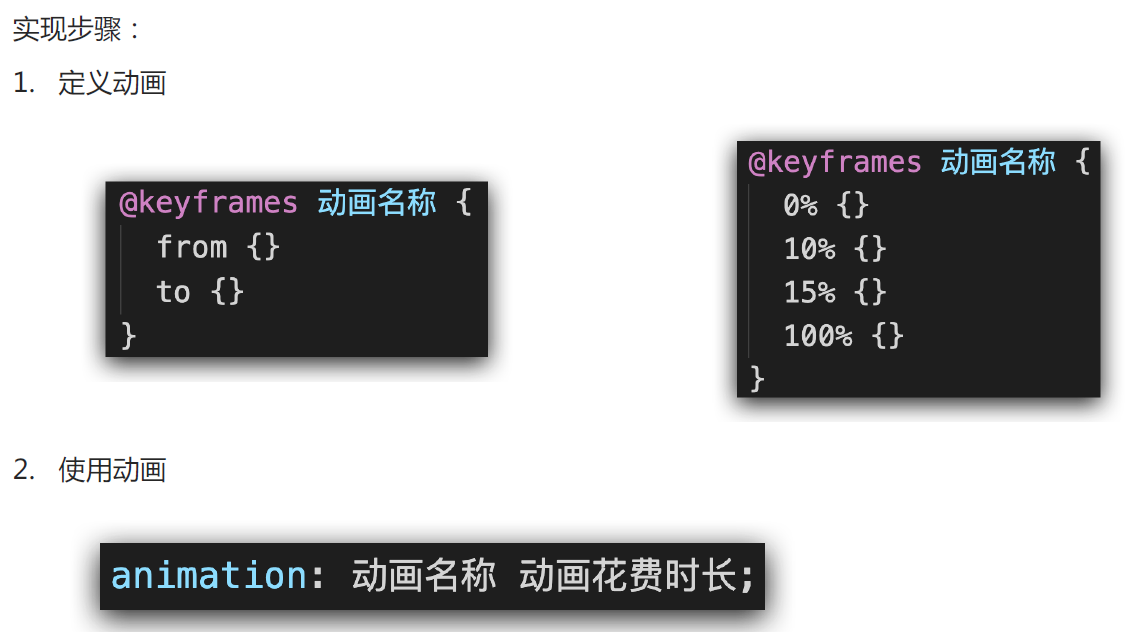 实现步骤：
1. 定义动画
@keyframes 动画名称 {
from {}
to {}
}
@keyframes 动画名称 {
0% {}
10% {}
15% {}
100% {}
}
2. 使用动画
animation: 动画名称 动画花费时长;